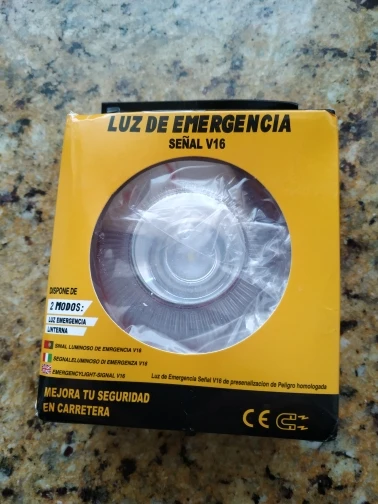 LUZ DE EMERGENCIA
SEÑAL V16
DISPONE DE
2 MODOS:
LUZ EMERGENCIA
LINTERNA
SINAL LUMINOSO DE EMRGENCIA V16
SEGNALELUMINOSO DI EMERGENZA V16
EMERGENCYLIGHT-SIGNAL V16
Luz de Emergencia Señal V16 de presenalizacion de Peligro homologada
MEJORA TU SEGURIDAD
EN CARRETERA
CE